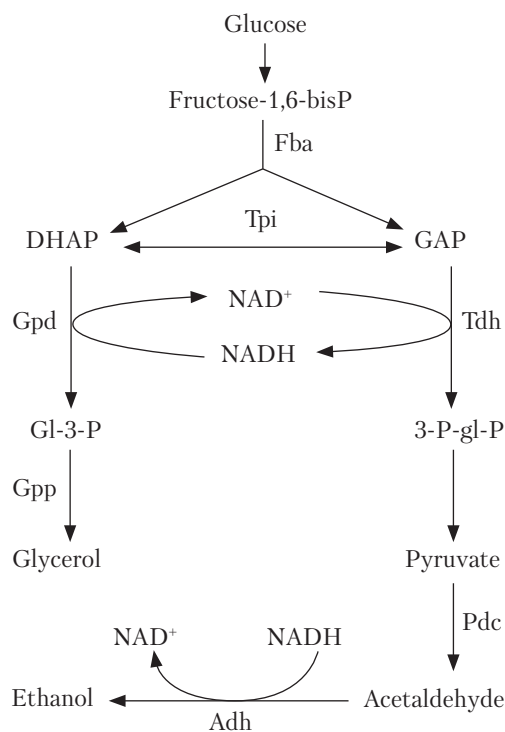 Glucose
Fructose-1,6-bisP
Fba
Tpi
DHAP
GAP
NAD⁺
Gpd
Tdh
NADH
Gl-3-P
3-P-gl-P
Gpp
Glycerol
Pyruvate
Pdc
NAD⁺
NADH
Ethanol
Acetaldehyde
Adh